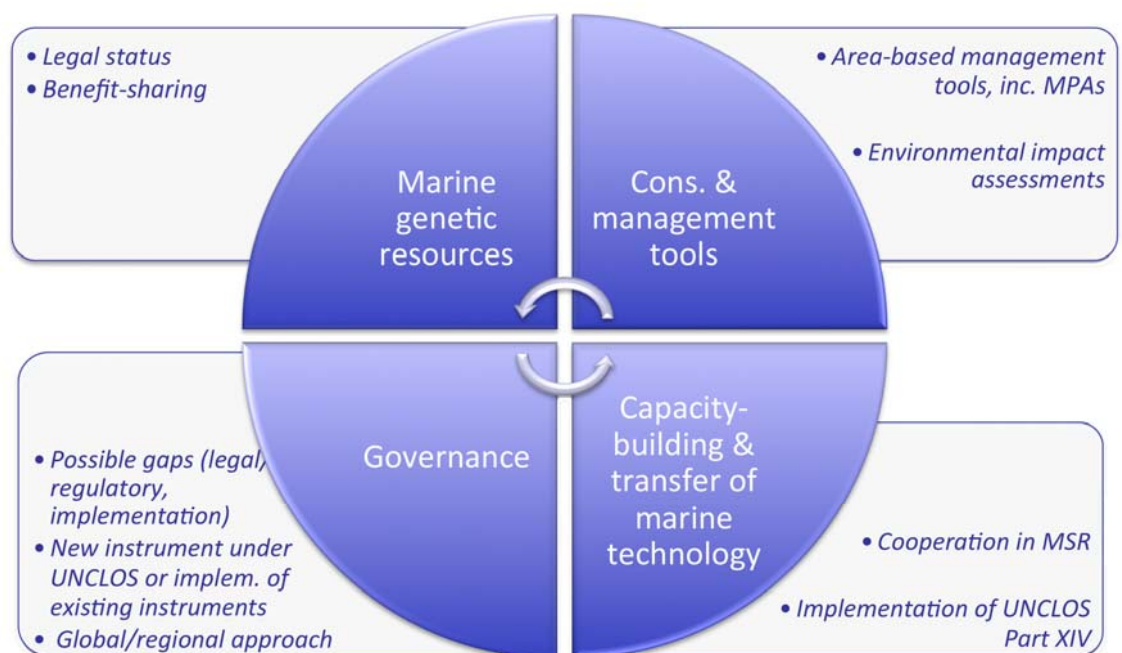 • Legal status
• Benefit-sharing
Marine
genetic
resources
Cons. &
management
tools
• Area-based management
tools, inc. MPAs
• Environmental impact
assessments
• Possible gaps (legal/
regulatory,
implementation)
• New instrument under
UNCLOS or implem. of
existing instruments
• Global/regional approach
Governance
Capacity-
building &
transfer of
marine
technology
• Cooperation in MSR
• Implementation of UNCLOS
Part XIV